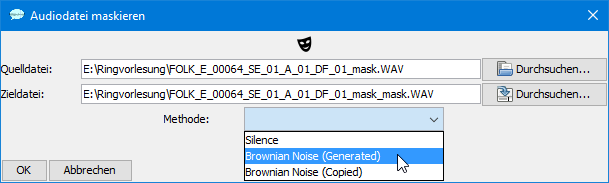 Audiodatei maskieren
Quelldatei: E:\Ringvorlesung\FOLK_E_00064_SE_01_A_01_DF_01_mask.WAV Durchsuchen...
Zieldatei: E:\Ringvorlesung\FOLK_E_00064_SE_01_A_01_DF_01_mask_mask.WAV Durchsuchen...
Methode:
Silence
Brownian Noise (Generated)
Brownian Noise (Copied)
OK Abbrechen